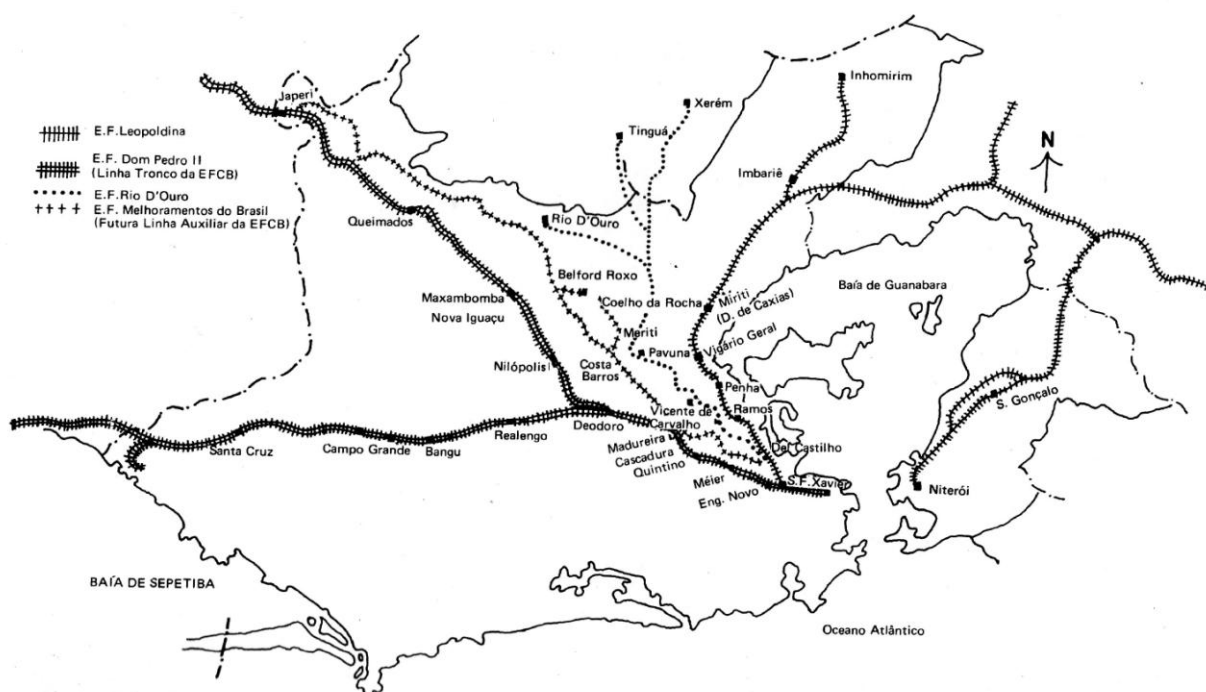 Japeri
E.F. Leopoldina
E.F. Dom Pedro II
(Linha Tronco da EFCB)
E.F. Rio D'Ouro
E.F. Melhoramentos do Brasil
(Futura Linha Auxiliar da EFCB)
Inhomirim
Xerém
Tinguá
N
Imbariê
Queimados
Rio D'Ouro
Belford Roxo
Baía de Guanabara
Maxambomba
Nova Iguaçu
Coelho da Rocha
Miriti
(D. de Caxias)
Meriti
Vigário Geral
Pavuna
Nilópolis
Costa
Barros
Penha
S. Gonçalo
Vicente de
Carvalho
Ramos
Santa Cruz
Campo Grande
Bangu
Realengo
Deodoro
Madureira
Cascadura
Quintino
Del Castilho
Méier
Eng. Novo
S.F. Xavier
Niterói
BAÍA DE SEPETIBA
Oceano Atlântico